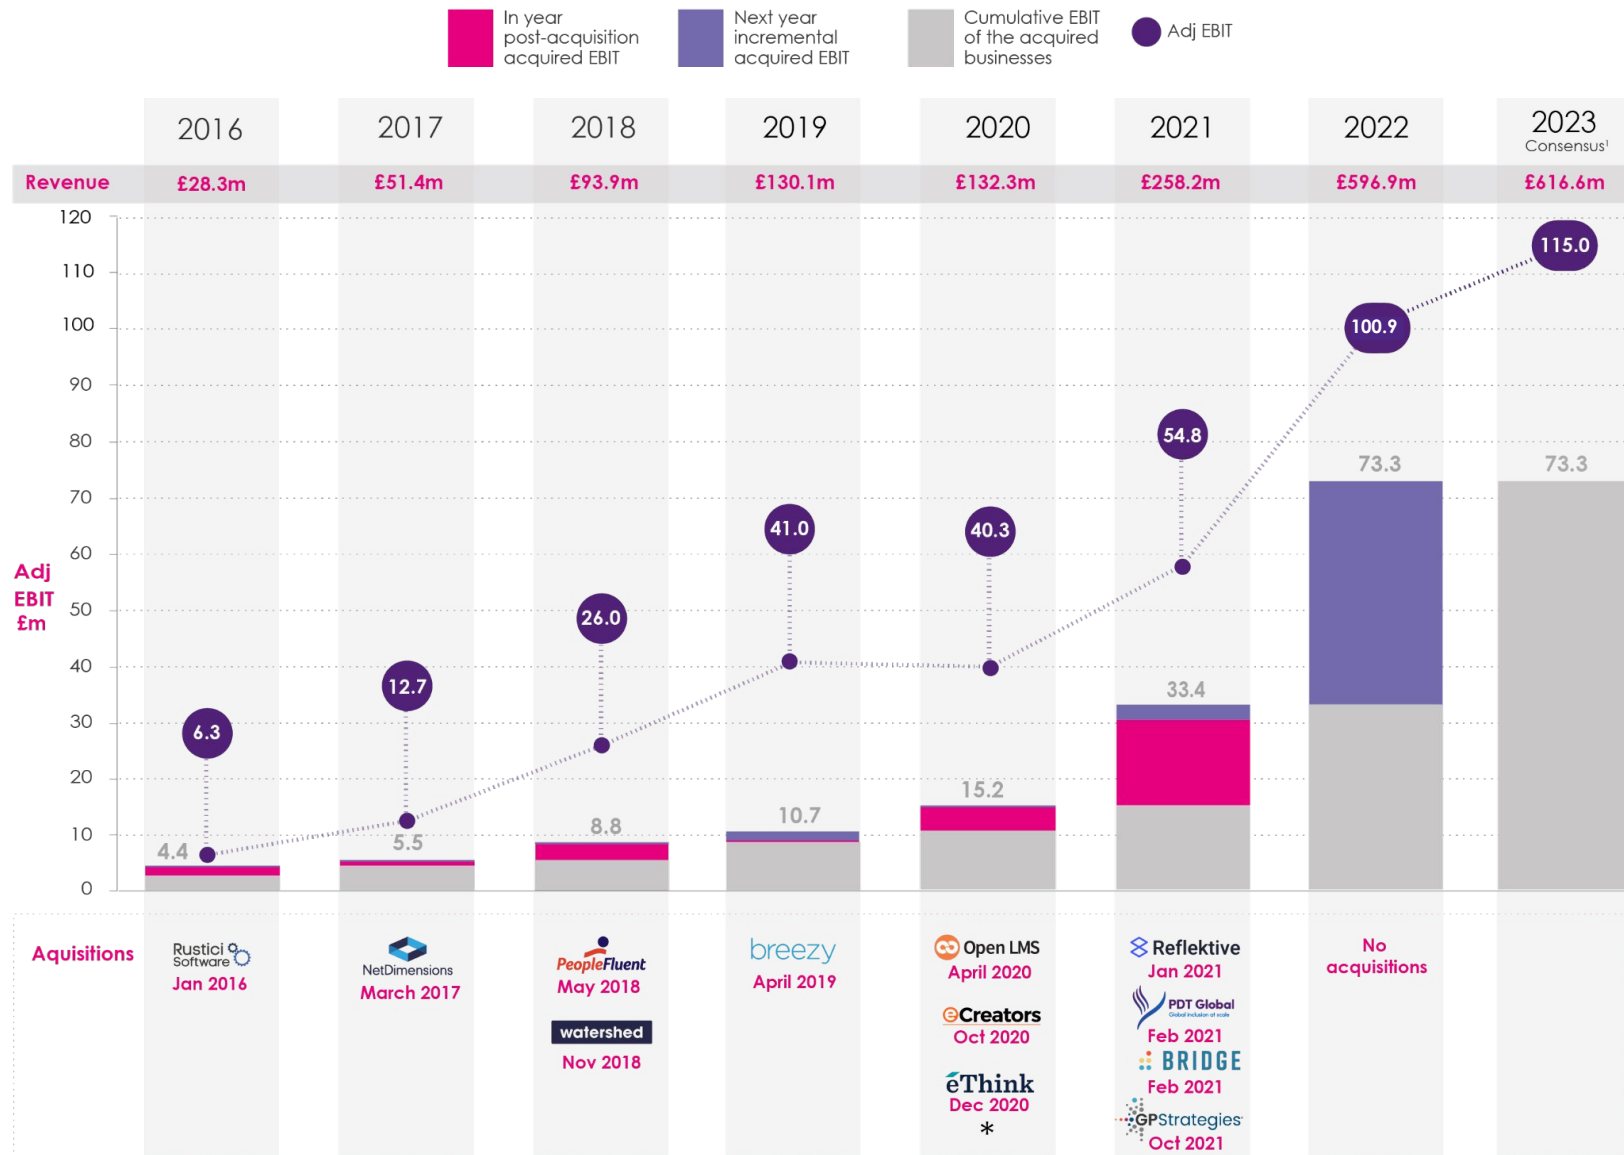 In year
post-acquisition
acquired EBIT
Next year
incremental
acquired EBIT
Cumulative EBIT
of the acquired
businesses
Adj EBIT
2016 2017 2018 2019 2020 2021 2022 2023
Consensus¹
Revenue £28.3m £51.4m £93.9m £130.1m £132.3m £258.2m £596.9m £616.6m
120
110
100
90
80
70
60
50
40
30
20
10
0
Adj
EBIT
£m
6.3
12.7
26.0
41.0
40.3
54.8
100.9
115.0
4.4
5.5
8.8
10.7
15.2
33.4
73.3
73.3
Aquisitions
Rustici
Software
Jan 2016
NetDimensions
March 2017
PeopleFluent
May 2018
watershed
Nov 2018
breezy
April 2019
Open LMS
April 2020
eCreators
Oct 2020
eThink
Dec 2020
*
Reflektive
Jan 2021
PDT Global
Global inclusion at scale
Feb 2021
BRIDGE
Feb 2021
GPStrategies
Oct 2021
No
acquisitions